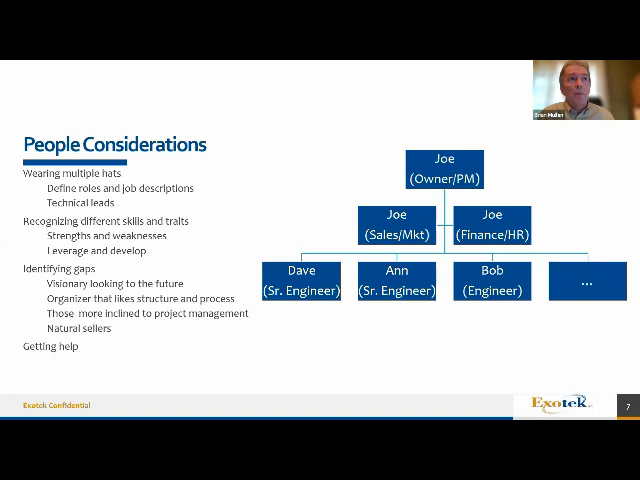 Brian Mullen
People Considerations
Wearing multiple hats
Define roles and job descriptions
Technical leads
Recognizing different skills and traits
Strengths and weaknesses
Leverage and develop
Identifying gaps
Visionary looking to the future
Organizer that likes structure and process
Those more inclined to project management
Natural sellers
Getting help
Joe
(Owner/PM)
Joe
(Sales/Mkt)
Joe
(Finance/HR)
Dave
(Sr. Engineer)
Ann
(Sr. Engineer)
Bob
(Engineer)
...
Exotek Confidential
Exotek
7